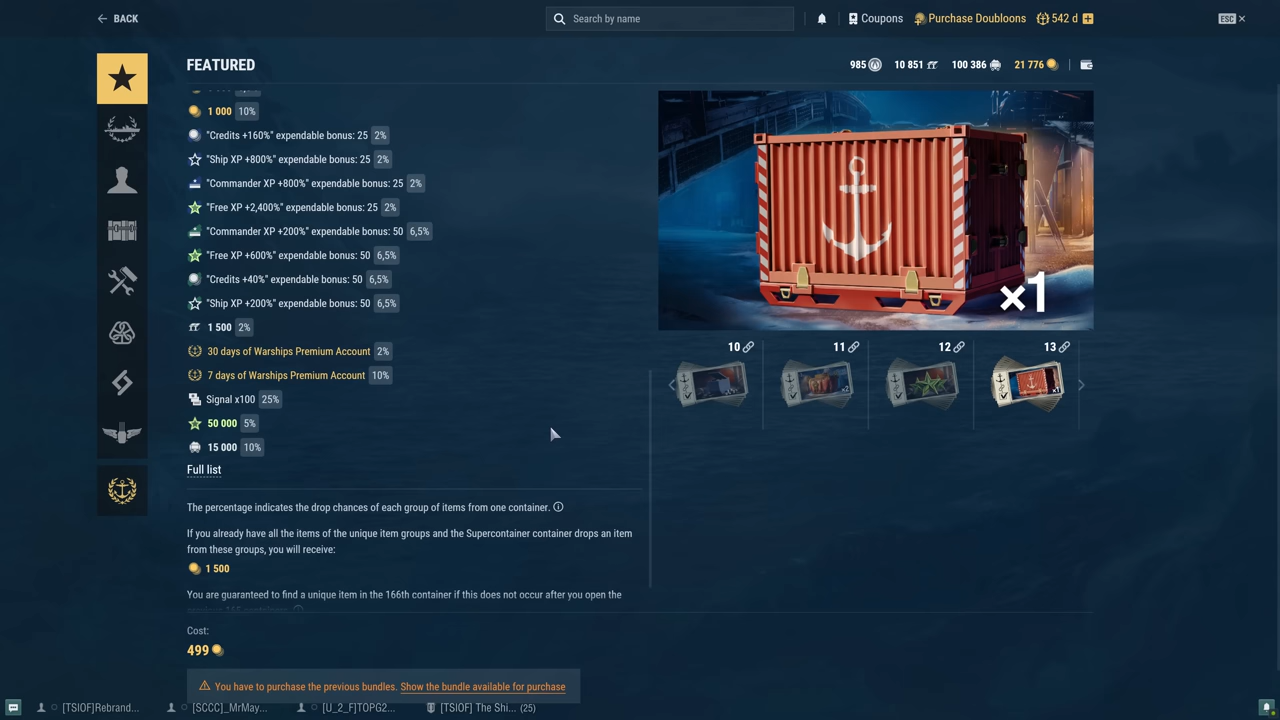 BACK
Search by name
Coupons
Purchase Doubloons
542 d
ESC
FEATURED
985
10 851
100 386
21 776
1 000 10%
"Credits +160%" expendable bonus: 25 2%
"Ship XP +800%" expendable bonus: 25 2%
"Commander XP +800%" expendable bonus: 25 2%
"Free XP +2,400%" expendable bonus: 25 2%
"Commander XP +200%" expendable bonus: 50 6,5%
"Free XP +600%" expendable bonus: 50 6,5%
"Credits +40%" expendable bonus: 50 6,5%
"Ship XP +200%" expendable bonus: 50 6,5%
1 500 2%
30 days of Warships Premium Account 2%
7 days of Warships Premium Account 10%
Signal x100 25%
50 000 5%
15 000 10%
Full list
The percentage indicates the drop chances of each group of items from one container.
If you already have all the items of the unique item groups and the Supercontainer container drops an item
from these groups, you will receive:
1 500
You are guaranteed to find a unique item in the 166th container if this does not occur after you open the
×1
10
11
12
13
x2
x1
Cost:
499
You have to purchase the previous bundles. Show the bundle available for purchase
[TSIOF]Rebrand...
[SCCC]_MrMay...
[U_2_F]TOPG2...
[TSIOF] The Shi... (25)